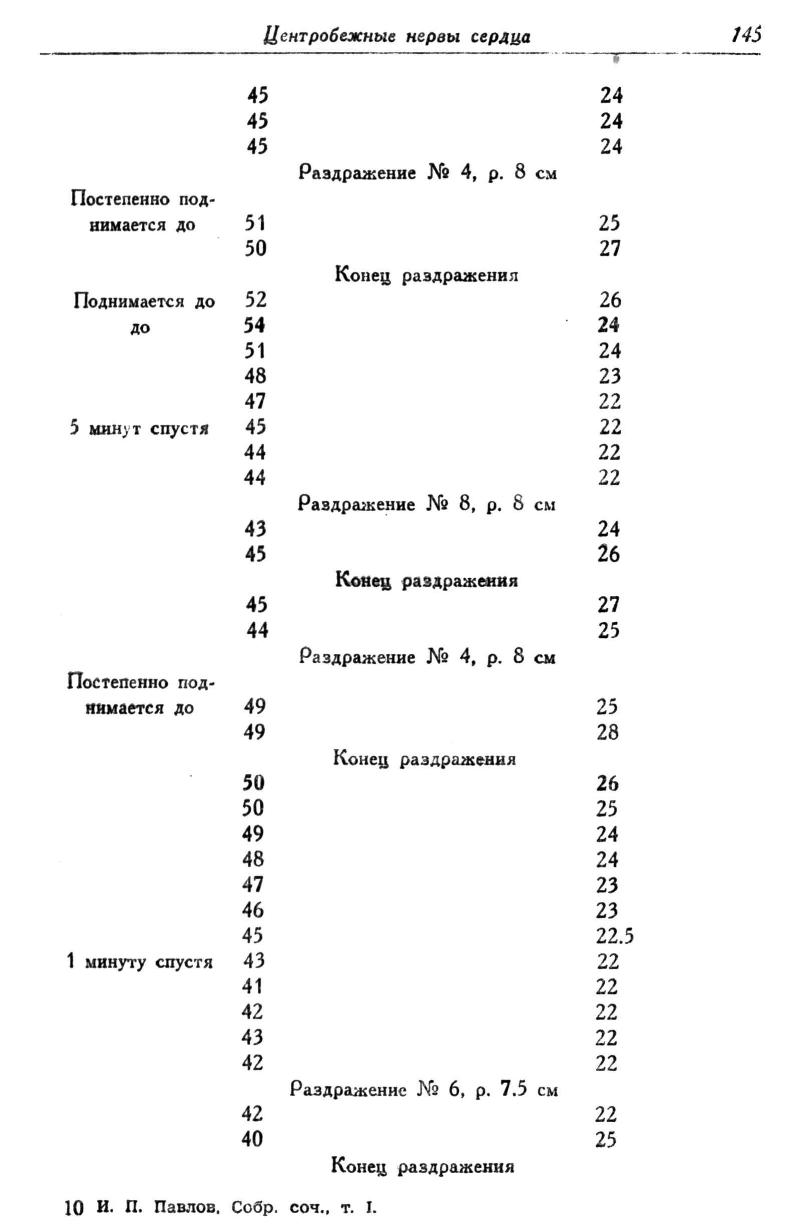 Центробежные нервы сердца 145
45 24
45 24
45 24
Раздражение № 4, р. 8 см
Постепенно под-
нимается до 51 25
50 27
Конец раздражения
Поднимается до 52 26
до 54 24
51 24
48 23
47 22
5 минут спустя 45 22
44 22
44 22
Раздражение № 8, р. 8 см
43 24
45 26
Конец раздражения
45 27
44 25
Раздражение № 4, р. 8 см
Постепенно под-
нимается до 49 25
49 28
Конец раздражения
50 26
50 25
49 24
48 24
47 23
46 23
45 22.5
1 минуту спустя 43 22
41 22
42 22
43 22
42 22
Раздражение № 6, р. 7.5 см
42 22
40 25
Конец раздражения
10 И. П. Павлов, Собр. соч., т. I.